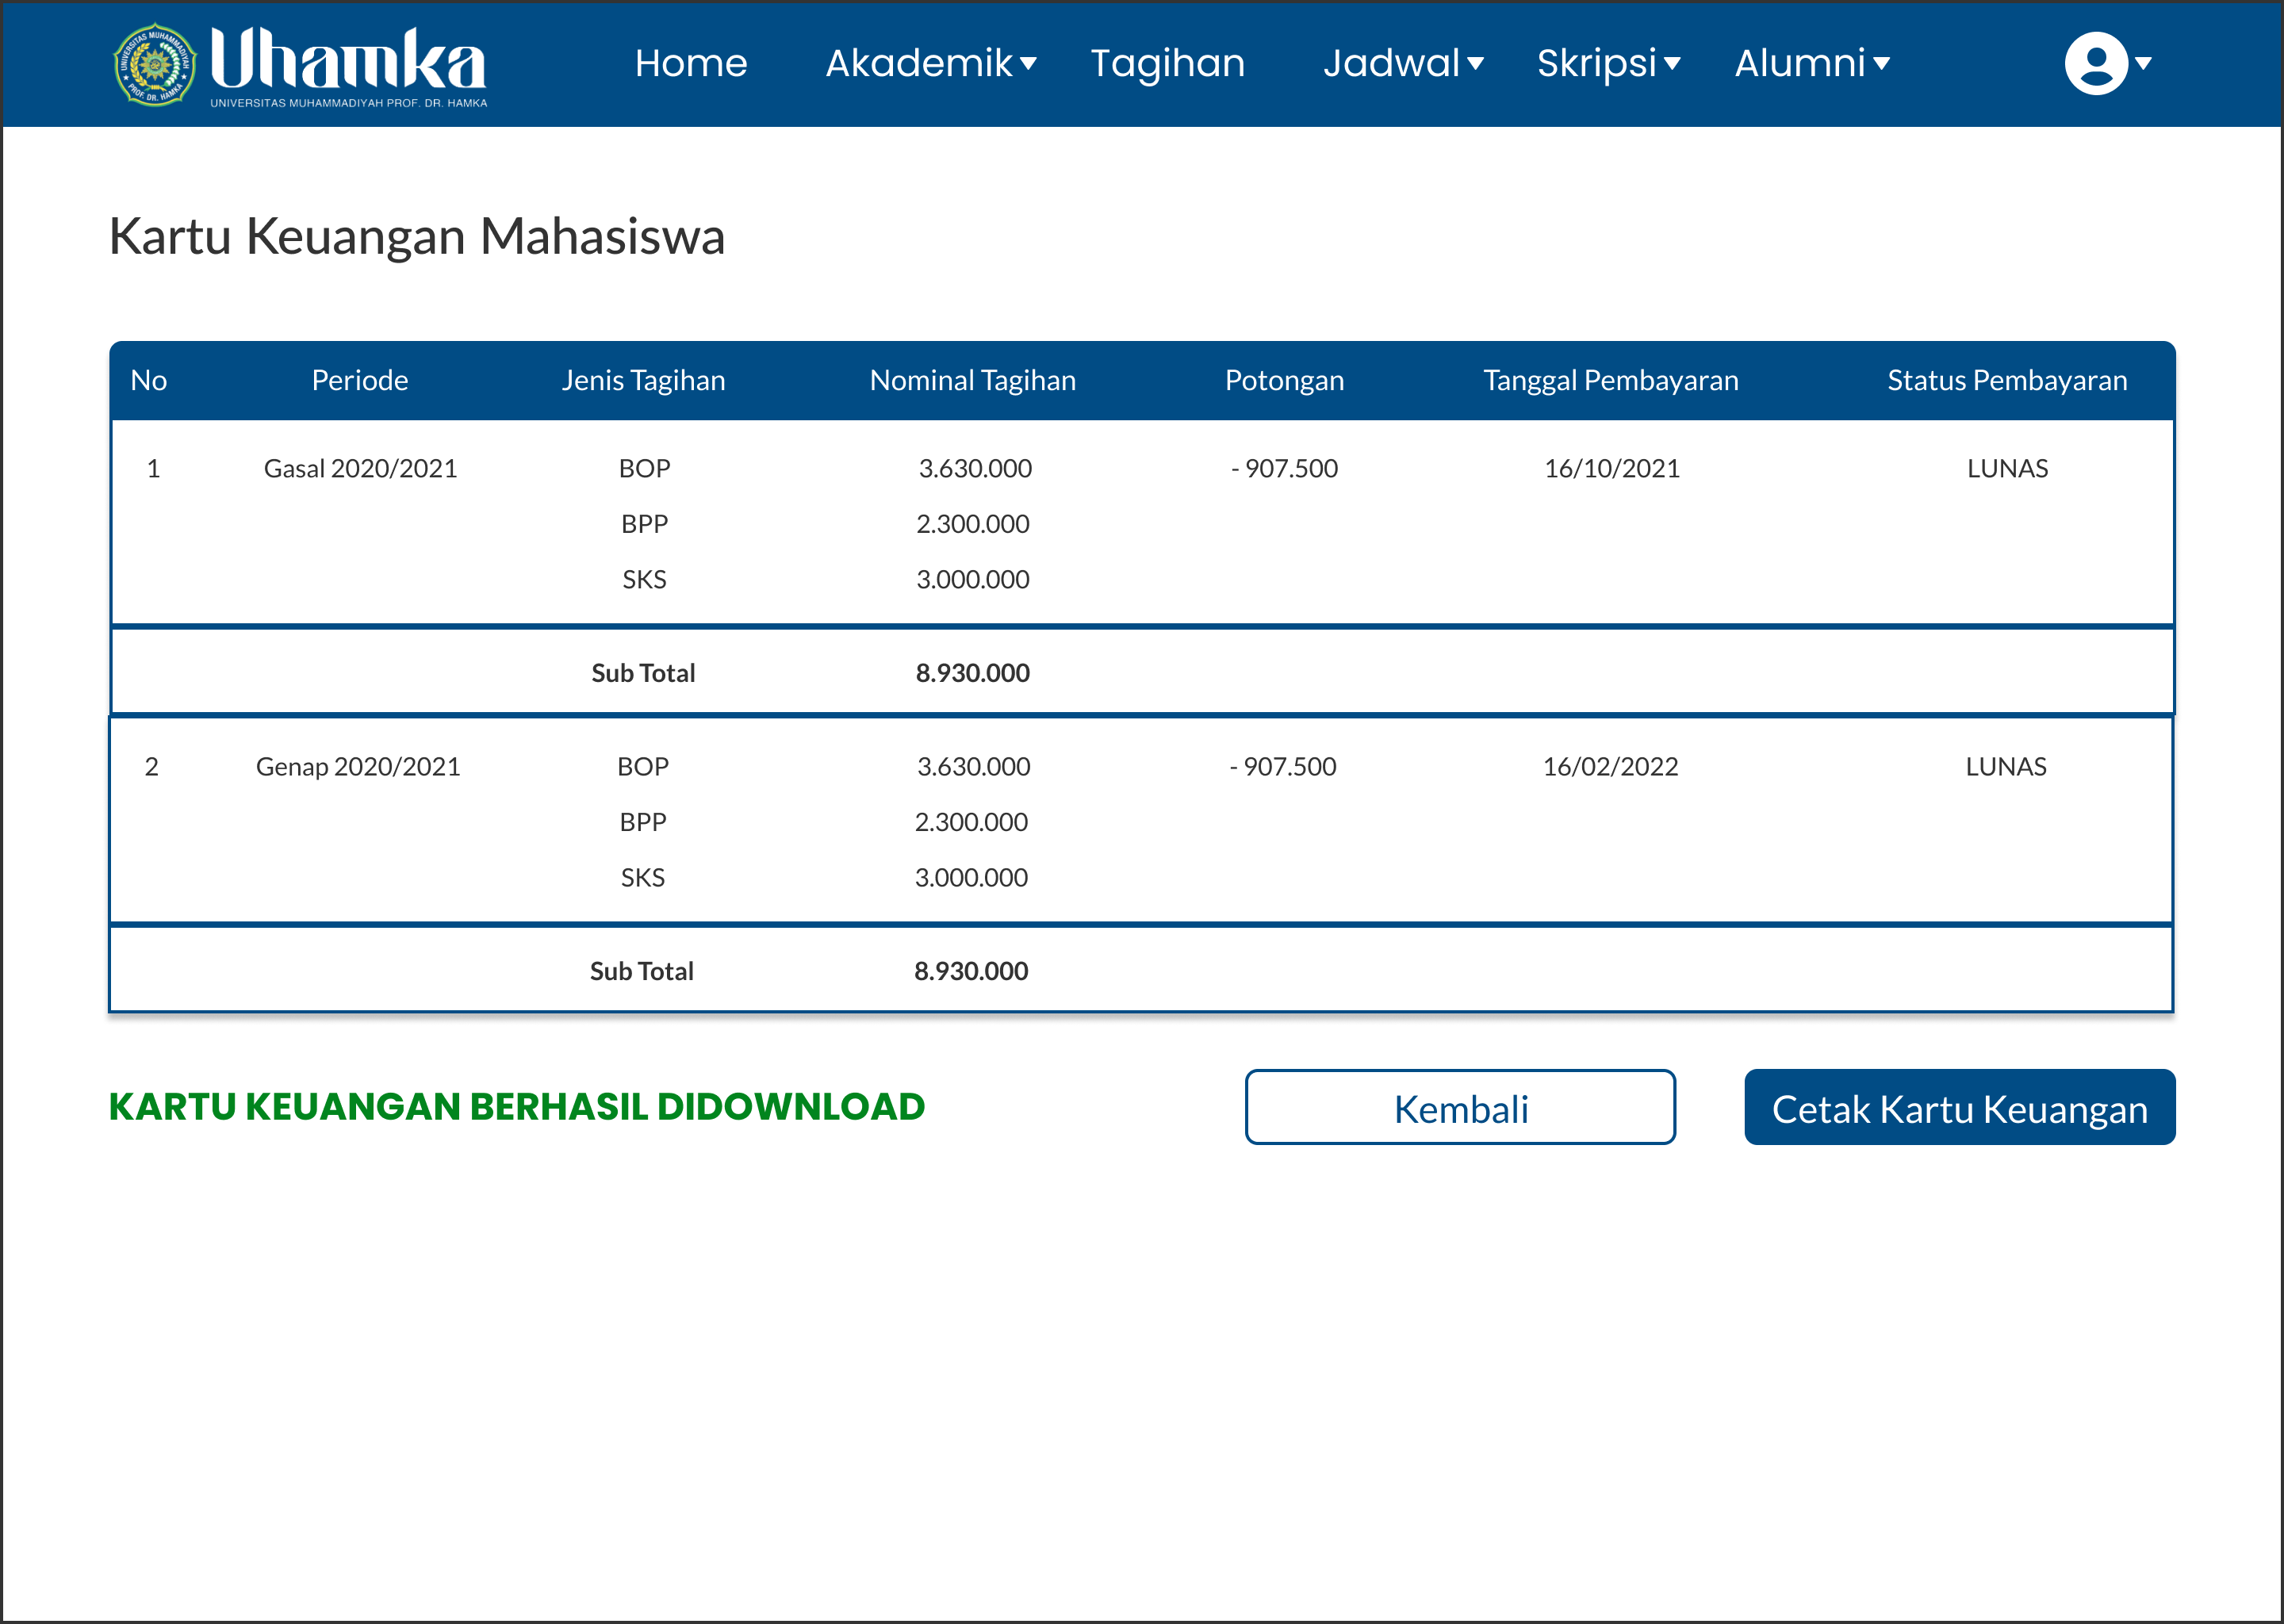 UNIVERSITAS MUHAMMADIYAH
PROF. DR. HAMKA
Uhamka
UNIVERSITAS MUHAMMADIYAH PROF. DR. HAMKA
Home Akademik Tagihan Jadwal Skripsi Alumni
Kartu Keuangan Mahasiswa
No Periode Jenis Tagihan Nominal Tagihan Potongan Tanggal Pembayaran Status Pembayaran
1 Gasal 2020/2021 BOP 3.630.000 - 907.500 16/10/2021 LUNAS
BPP 2.300.000
SKS 3.000.000
Sub Total 8.930.000
2 Genap 2020/2021 BOP 3.630.000 - 907.500 16/02/2022 LUNAS
BPP 2.300.000
SKS 3.000.000
Sub Total 8.930.000
KARTU KEUANGAN BERHASIL DIDOWNLOAD Kembali Cetak Kartu Keuangan